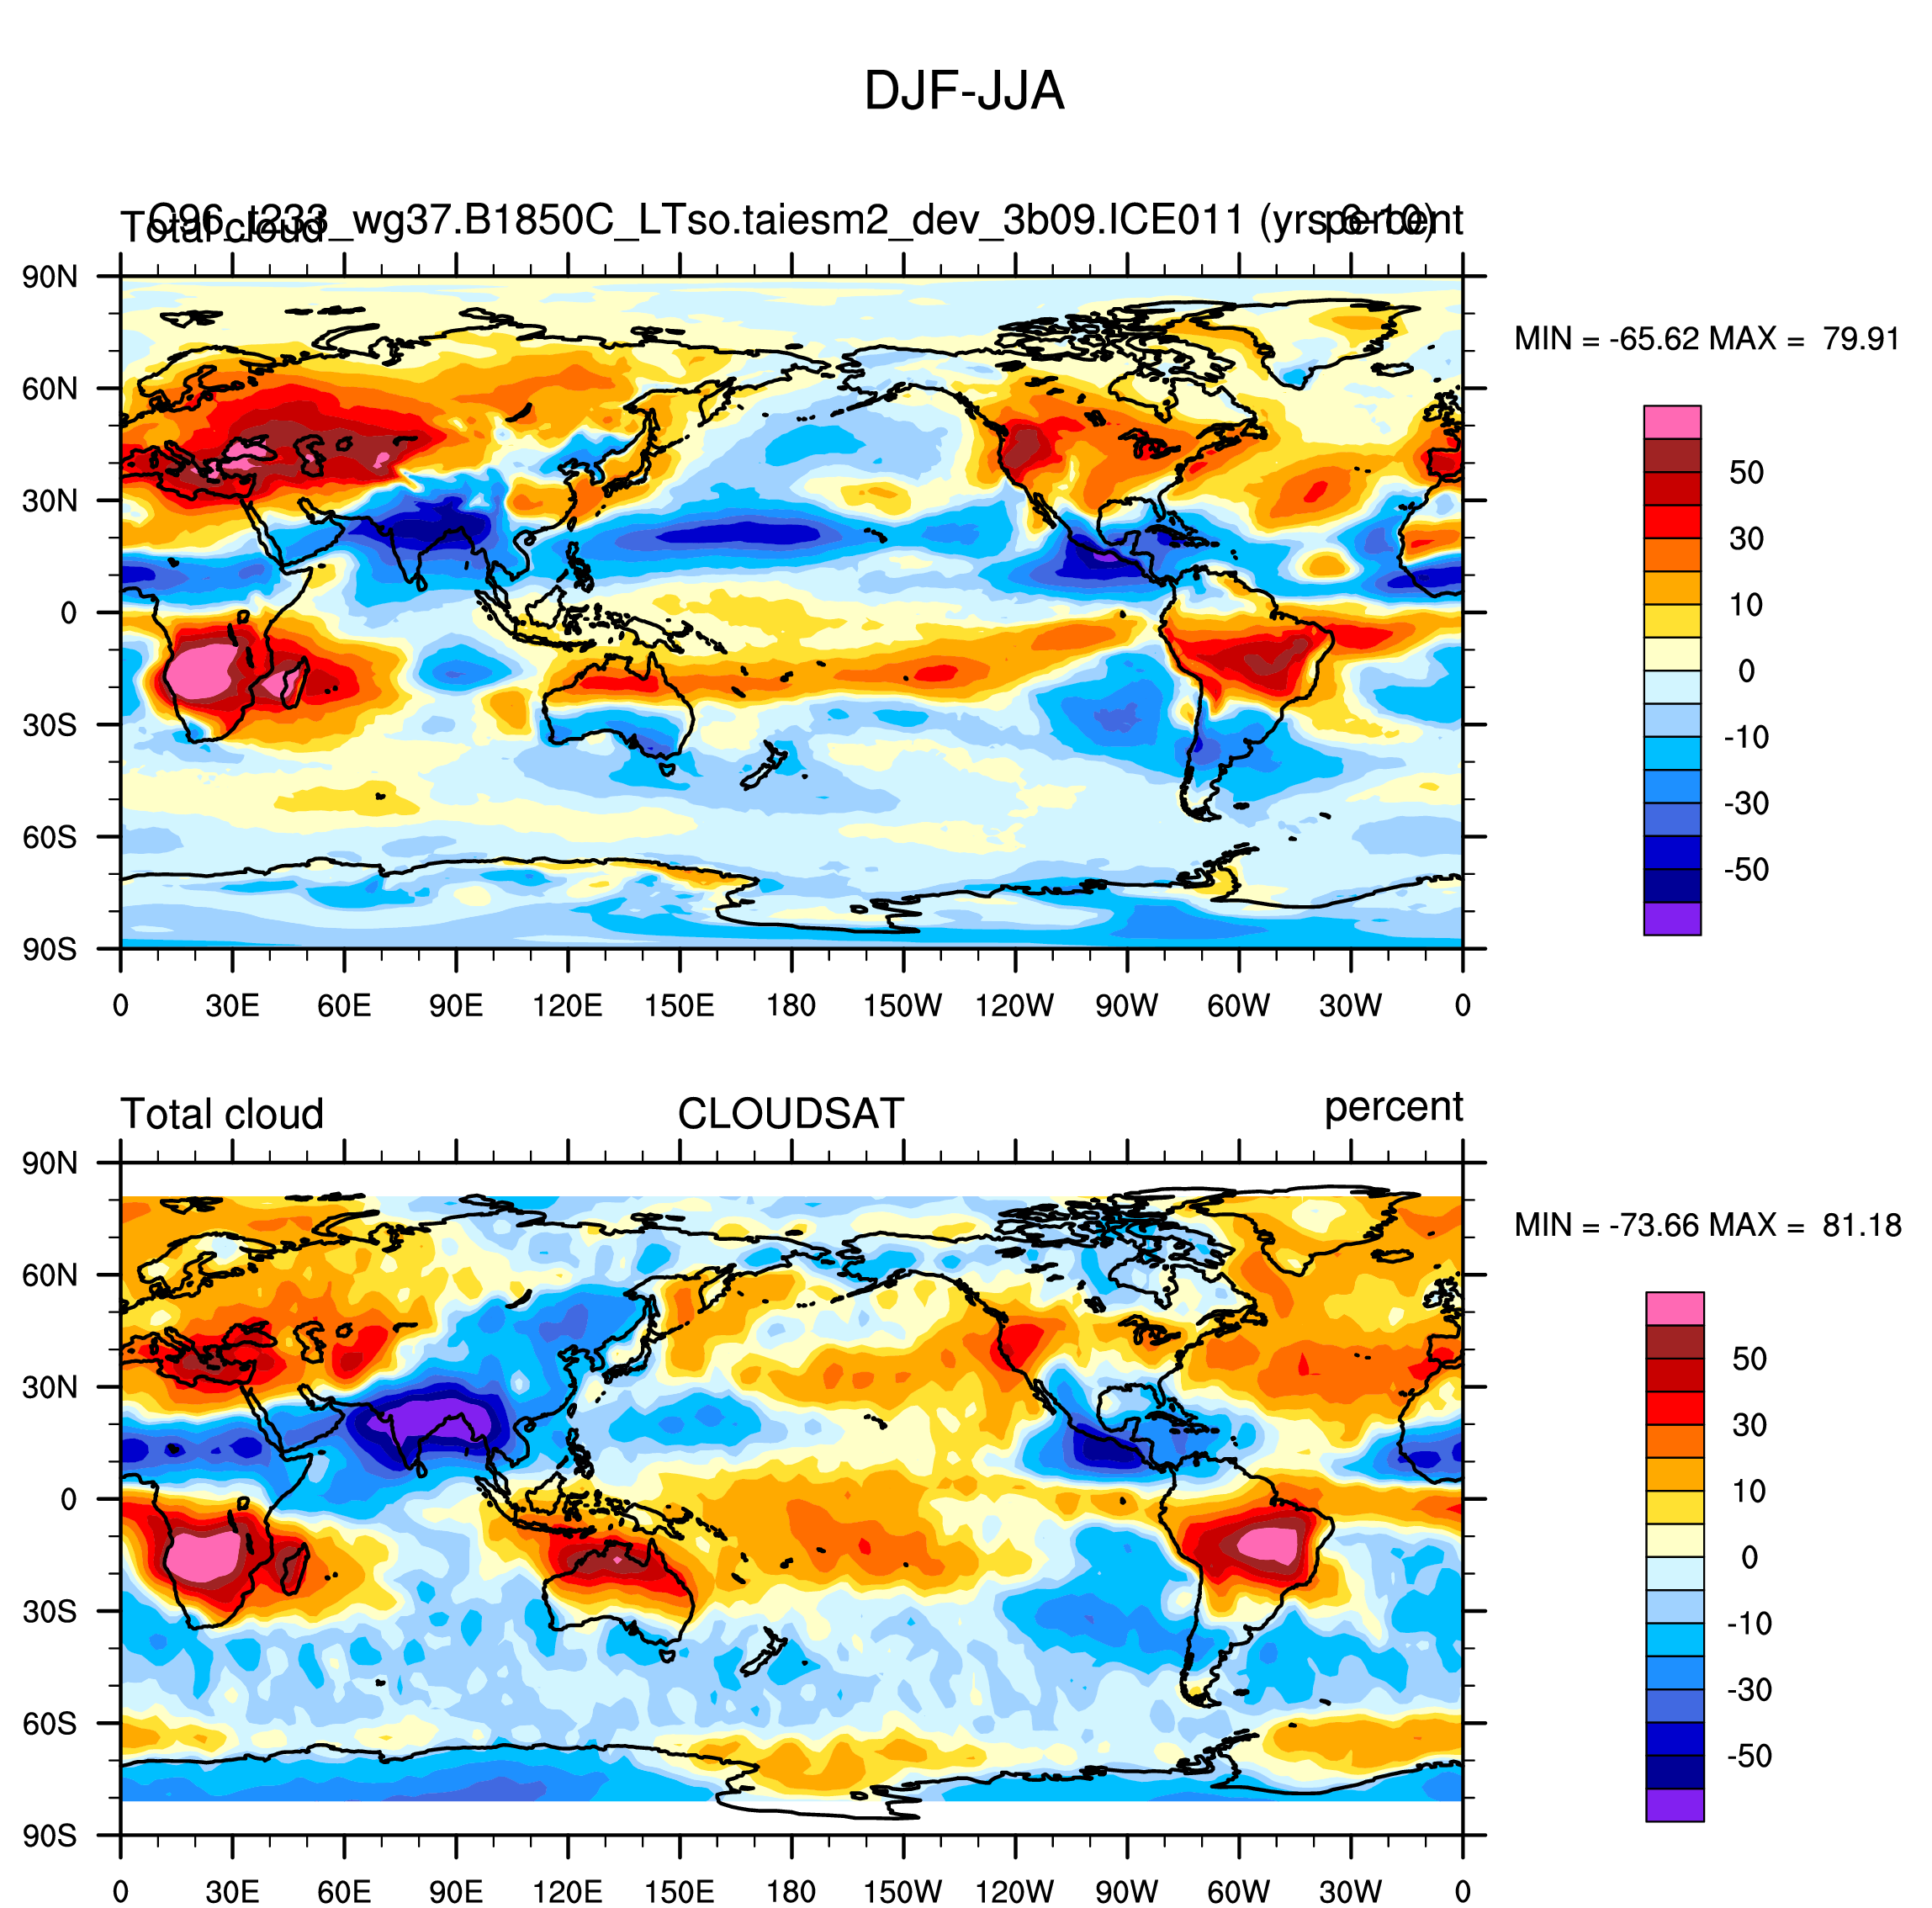 DJF-JJA
Total cloud C96_t233_wg37.B1850C_LTso.taiesm2_dev_3b09.ICE011 (yrs 6-10) percent
MIN = -65.62 MAX = 79.91
90N
60N
30N
0
30S
60S
90S
0 30E 60E 90E 120E 150E 180 150W 120W 90W 60W 30W 0
50
30
10
0
-10
-30
-50
Total cloud CLOUDSAT percent
MIN = -73.66 MAX = 81.18
90N
60N
30N
0
30S
60S
90S
0 30E 60E 90E 120E 150E 180 150W 120W 90W 60W 30W 0
50
30
10
0
-10
-30
-50